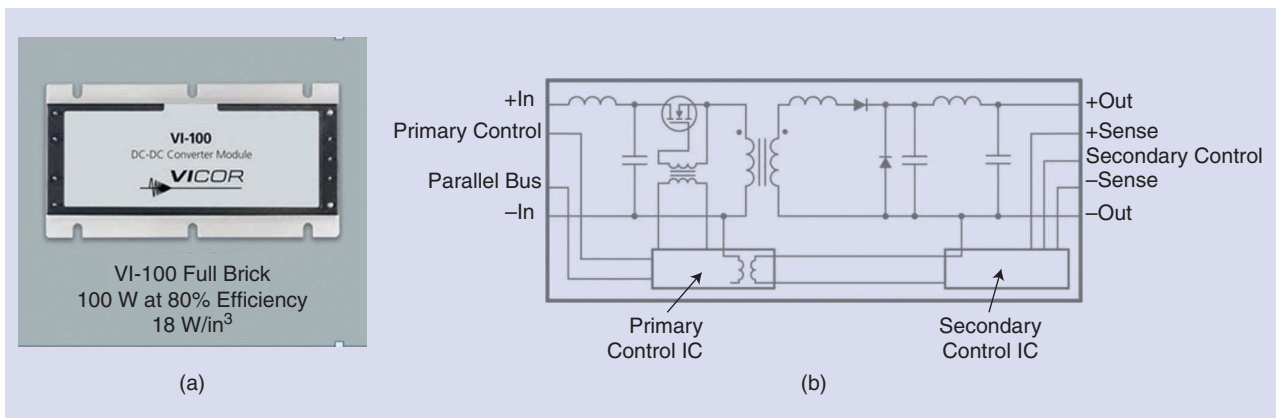 VI-100
DC-DC Converter Module
VICOR
VI-100 Full Brick
100 W at 80% Efficiency
18 W/in³
(a)
+In
Primary Control
Parallel Bus
–In
+Out
+Sense
Secondary Control
–Sense
–Out
Primary
Control IC
Secondary
Control IC
(b)